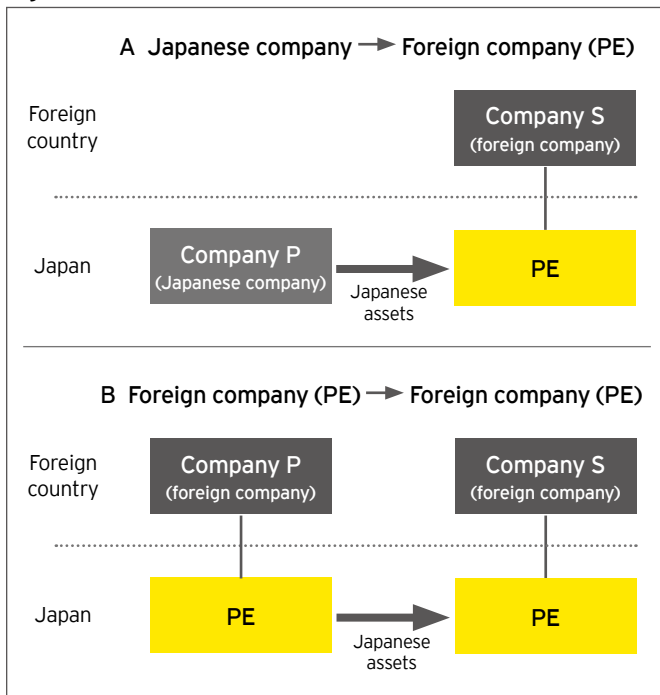 A Japanese company → Foreign company (PE)
Foreign
country
Company S
(foreign company)
Japan
Company P
(Japanese company)
Japanese
assets
PE
B Foreign company (PE) → Foreign company (PE)
Foreign
country
Company P
(foreign company)
Company S
(foreign company)
Japan
PE
Japanese
assets
PE